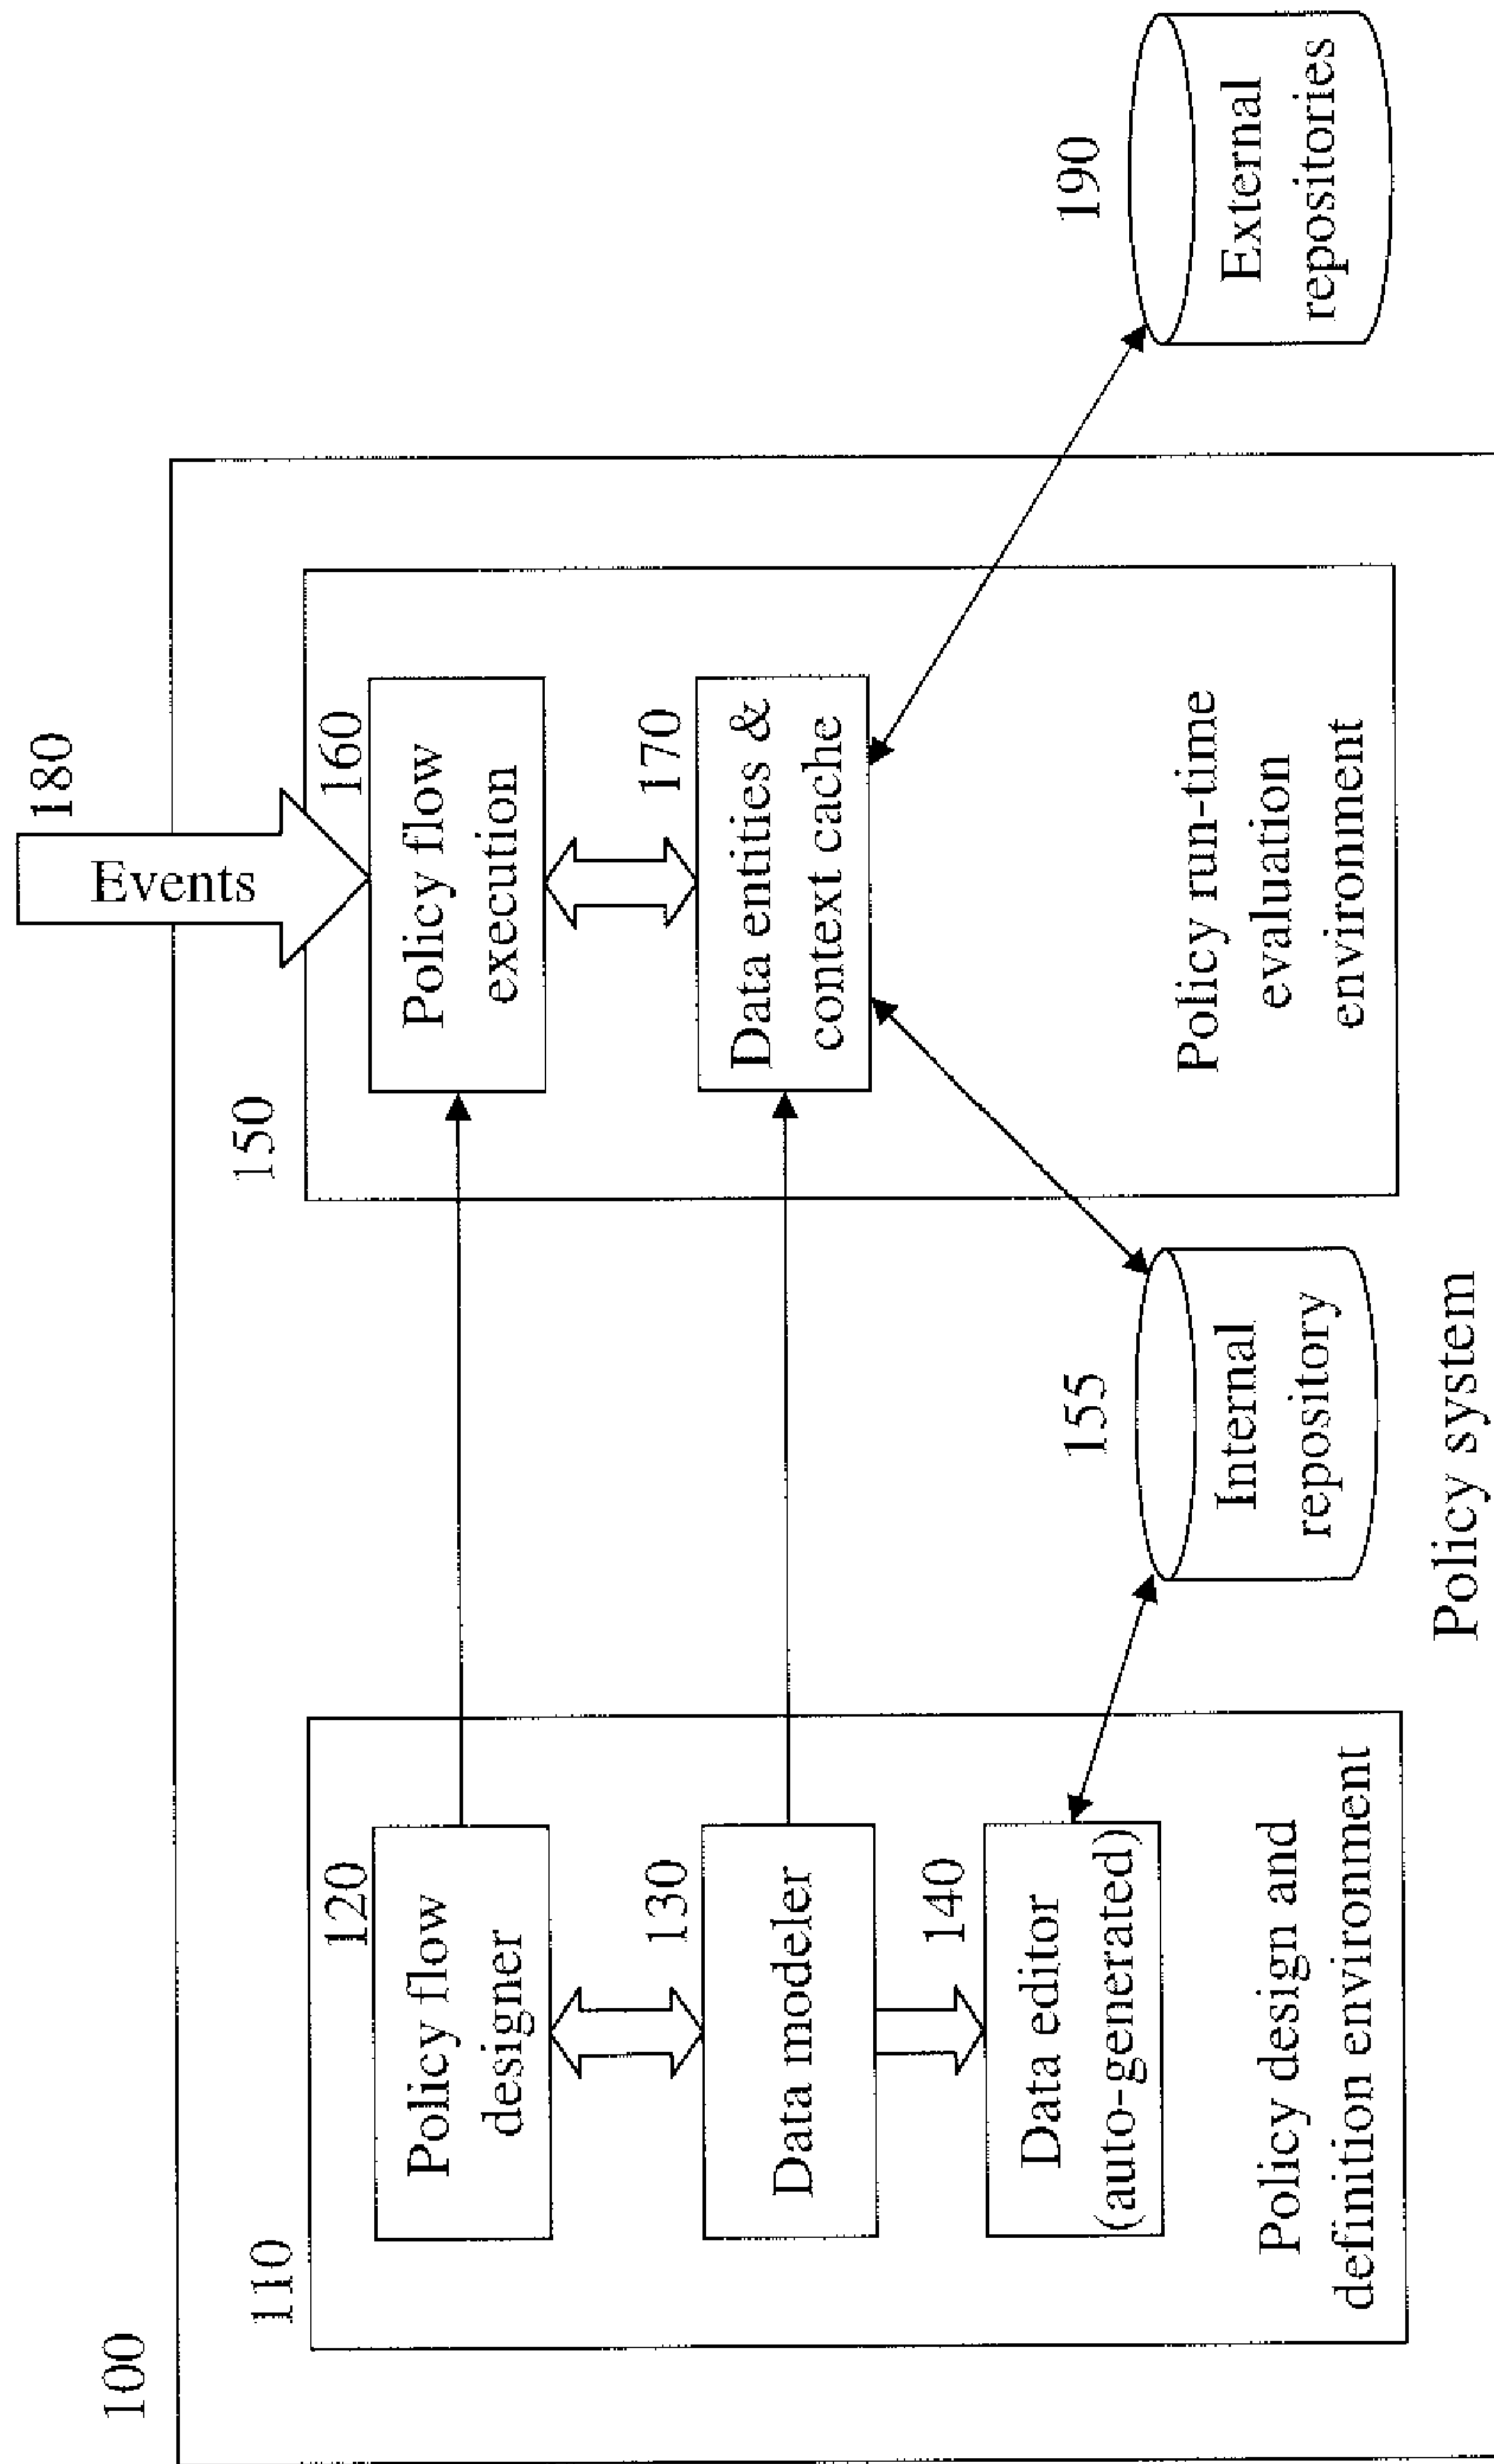 100
180
Events
110
150
120
Policy flow
designer
160
Policy flow
execution
130
Data modeler
170
Data entities &
context cache
140
Data editor
(auto-generated)
155
Internal
repository
190
External
repositories
Policy design and
definition environment
Policy run-time
evaluation
environment
Policy system